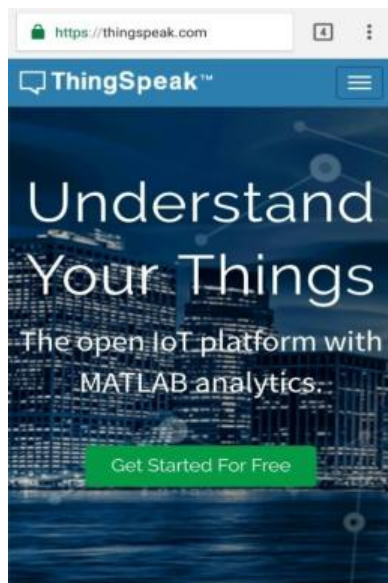 https://thingspeak.com
4
ThingSpeak™
Understand
Your Things
The open IoT platform with
MATLAB analytics.
Get Started For Free